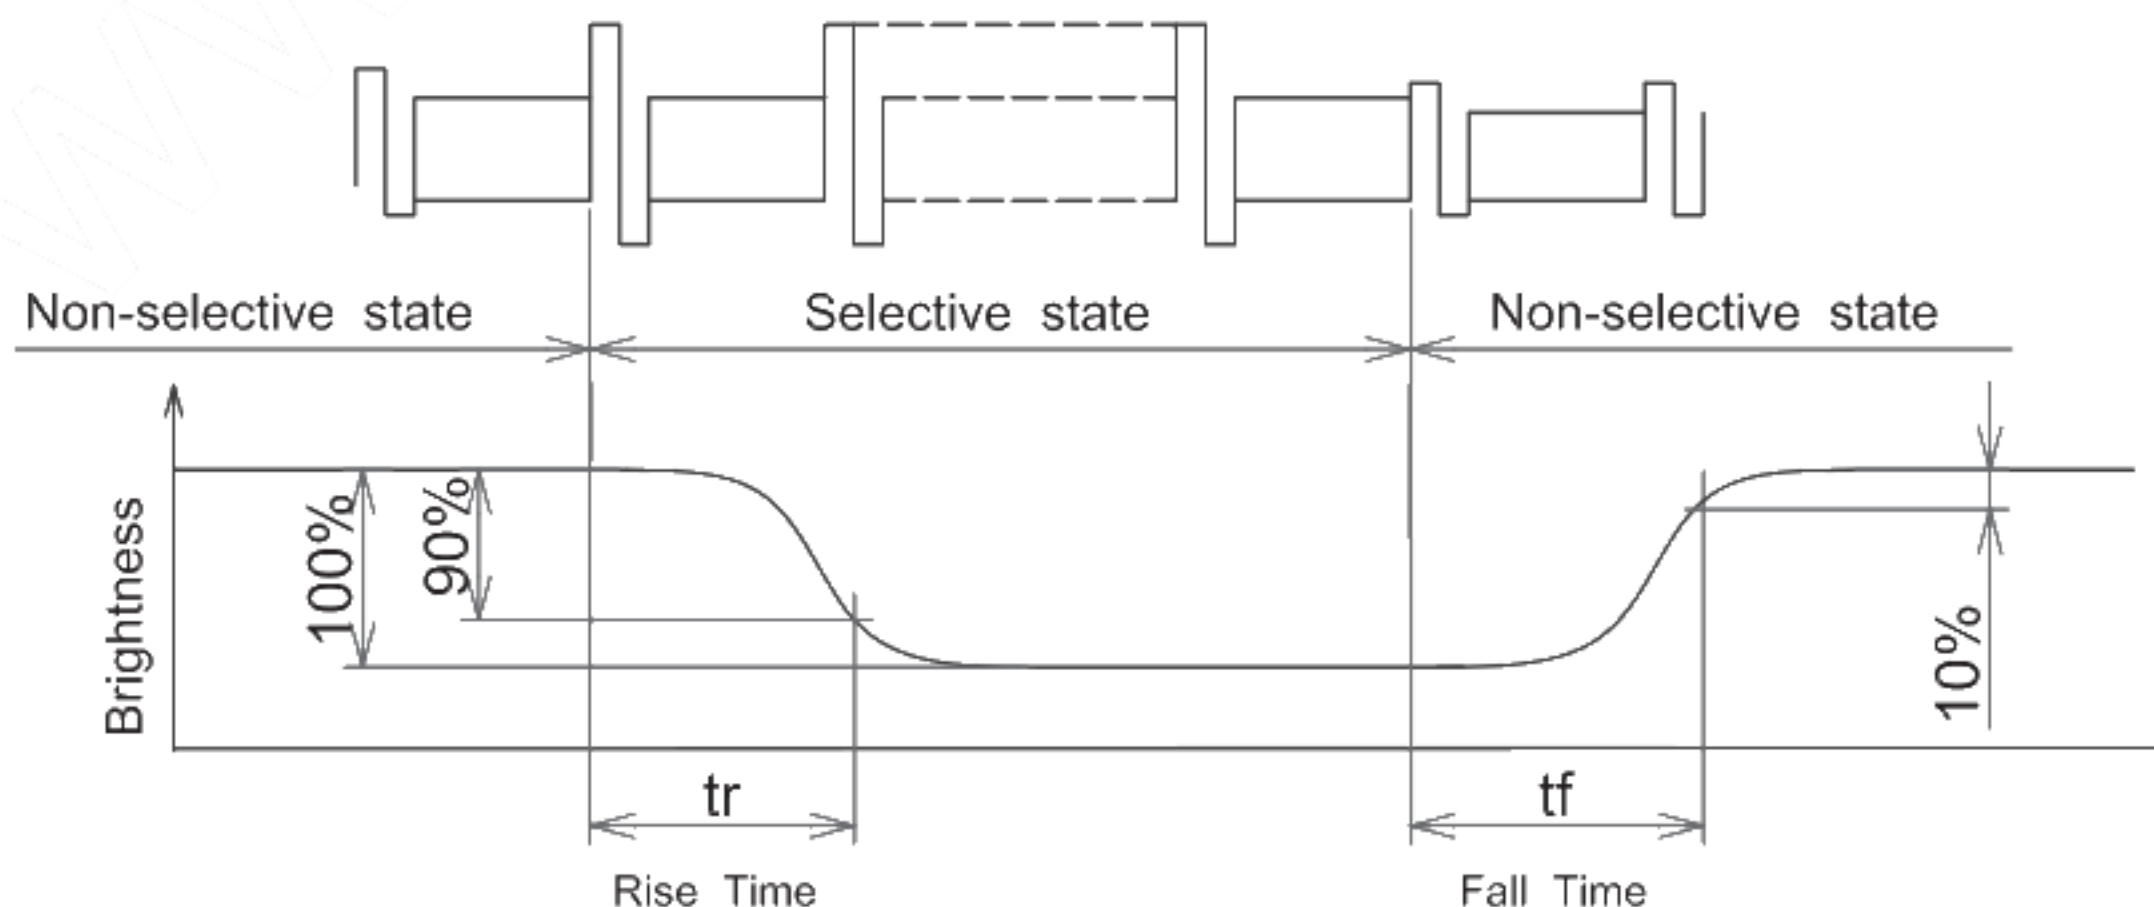 Non-selective state
Selective state
Non-selective state
Brightness
100%
90%
10%
tr
tf
Rise Time
Fall Time